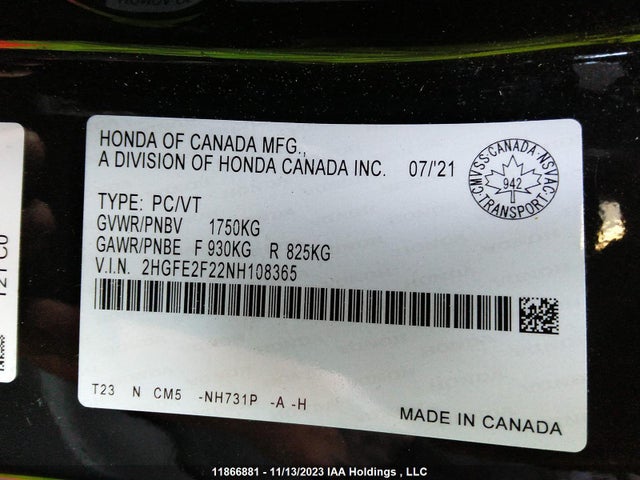 HONDA OF CANADA MFG.,
A DIVISION OF HONDA CANADA INC. 07/'21
CMVSS·CANADA·NSVAC
942
·TRANSPORT·
TYPE: PC/VT
GVWR/PNBV 1750KG
GAWR/PNBE F 930KG R 825KG
V.I.N. 2HGFE2F22NH108365
T23 N CM5 -NH731P -A -H
MADE IN CANADA
11866881 - 11/13/2023 IAA Holdings , LLC